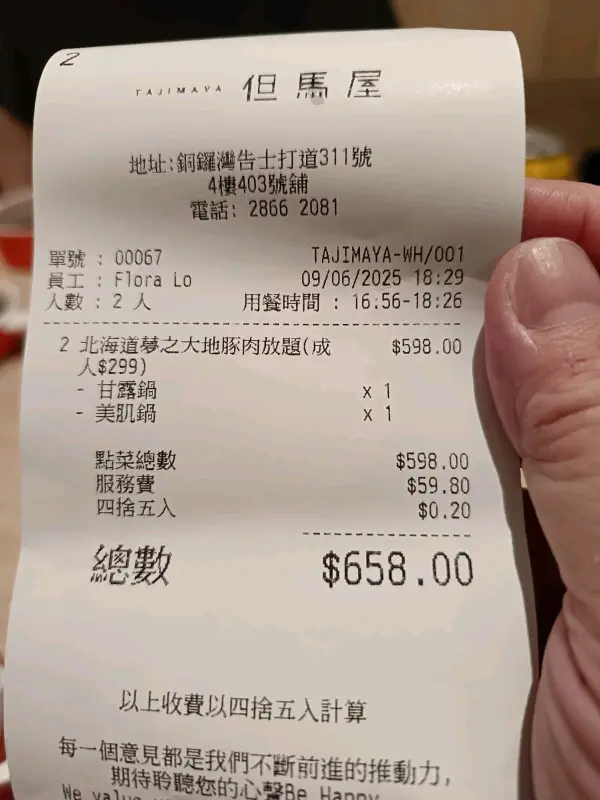 2
TAJIMAYA 但馬屋
地址:銅鑼灣告士打道311號
4樓403號舖
電話: 2866 2081
單號 : 00067 TAJIMAYA-WH/001
員工 : Flora Lo 09/06/2025 18:29
人數 : 2 人 用餐時間 : 16:56-18:26
2 北海道夢之大地豚肉放題(成 $598.00
人$299)
- 甘露鍋 x 1
- 美肌鍋 x 1
點菜總數 $598.00
服務費 $59.80
四捨五入 $0.20
總數 $658.00
以上收費以四捨五入計算
每一個意見都是我們不斷前進的推動力,
期待聆聽您的心聲Be Happy
We value